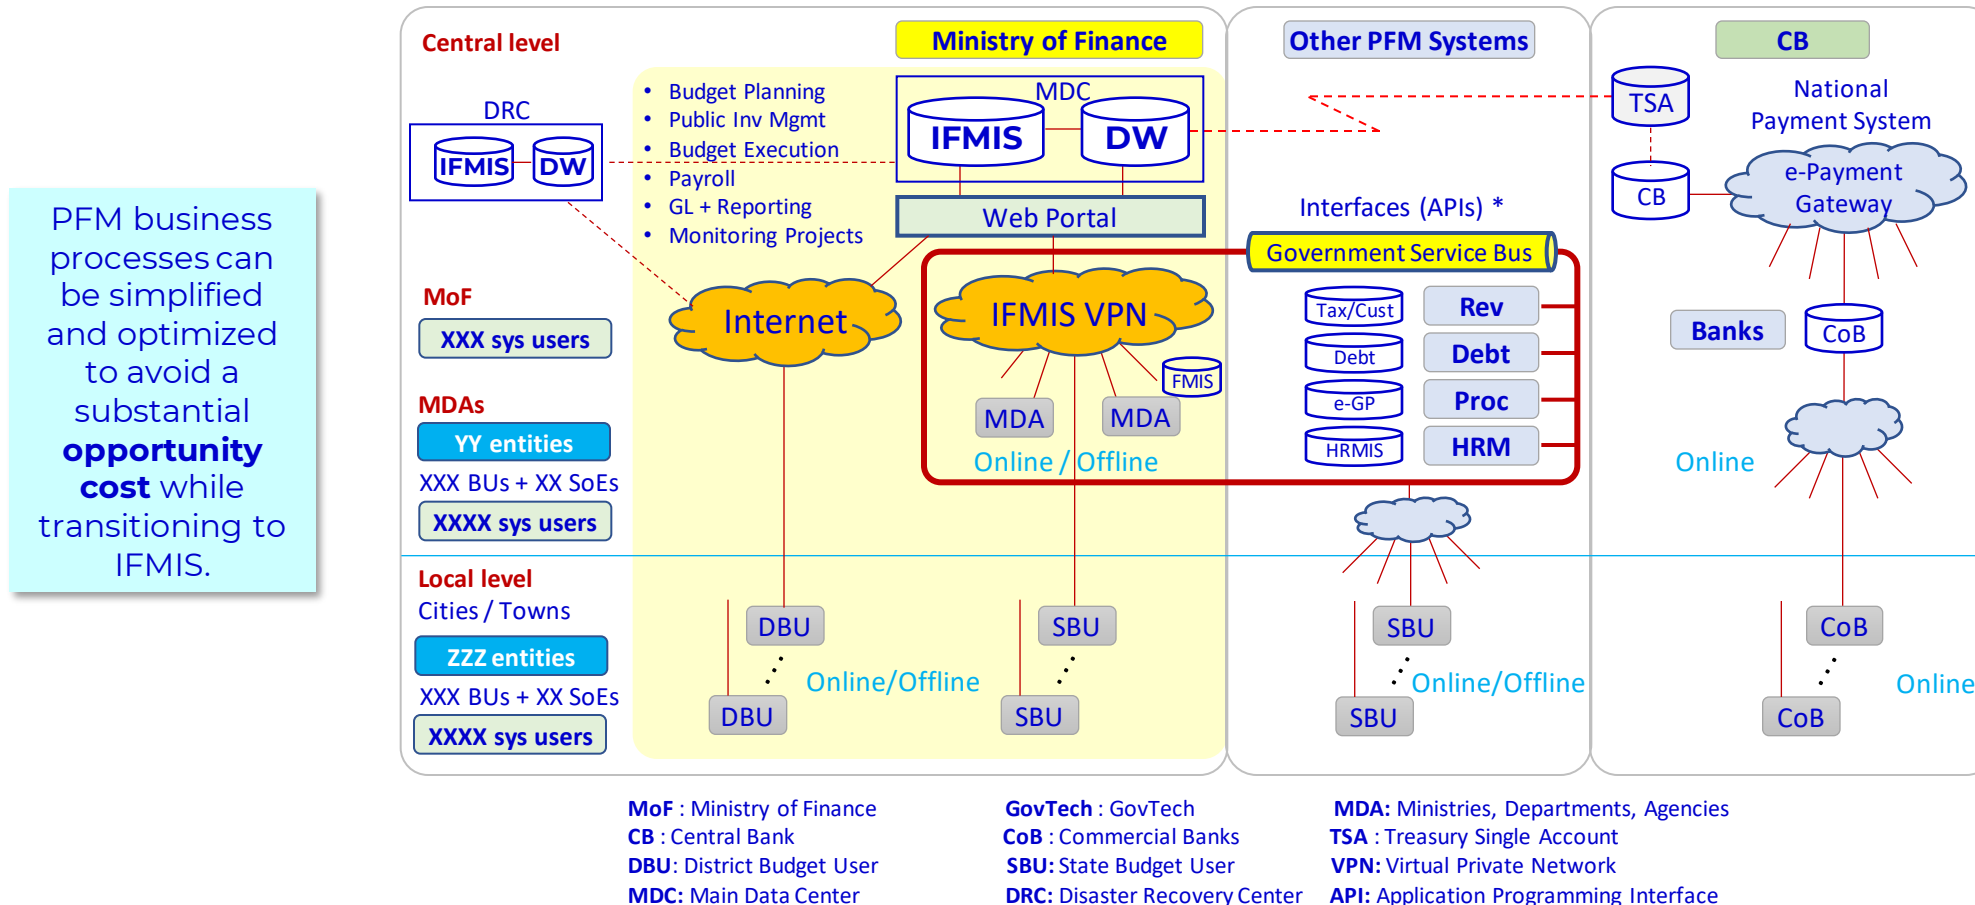 PFM business
processes can
be simplified
and optimized
to avoid a
substantial
opportunity
cost while
transitioning to
IFMIS.
Central level
Ministry of Finance
Other PFM Systems
CB
DRC
IFMIS
DW
• Budget Planning
• Public Inv Mgmt
• Budget Execution
• Payroll
• GL + Reporting
• Monitoring Projects
MDC
IFMIS
DW
Web Portal
TSA
CB
National
Payment System
e-Payment
Gateway
Interfaces (APIs) *
Government Service Bus
MoF
XXX sys users
Internet
IFMIS VPN
FMIS
MDA
MDA
Online / Offline
Tax/Cust
Rev
Debt
Debt
e-GP
Proc
HRMIS
HRM
Banks
CoB
Online
MDAs
YY entities
XXX BUs + XX SoEs
XXXX sys users
Local level
Cities / Towns
ZZZ entities
XXX BUs + XX SoEs
XXXX sys users
DBU
DBU
Online/Offline
SBU
SBU
SBU
SBU
Online/Offline
CoB
CoB
Online
MoF : Ministry of Finance
GovTech : GovTech
MDA: Ministries, Departments, Agencies
CB : Central Bank
CoB : Commercial Banks
TSA : Treasury Single Account
DBU: District Budget User
SBU: State Budget User
VPN: Virtual Private Network
MDC: Main Data Center
DRC: Disaster Recovery Center
API: Application Programming Interface